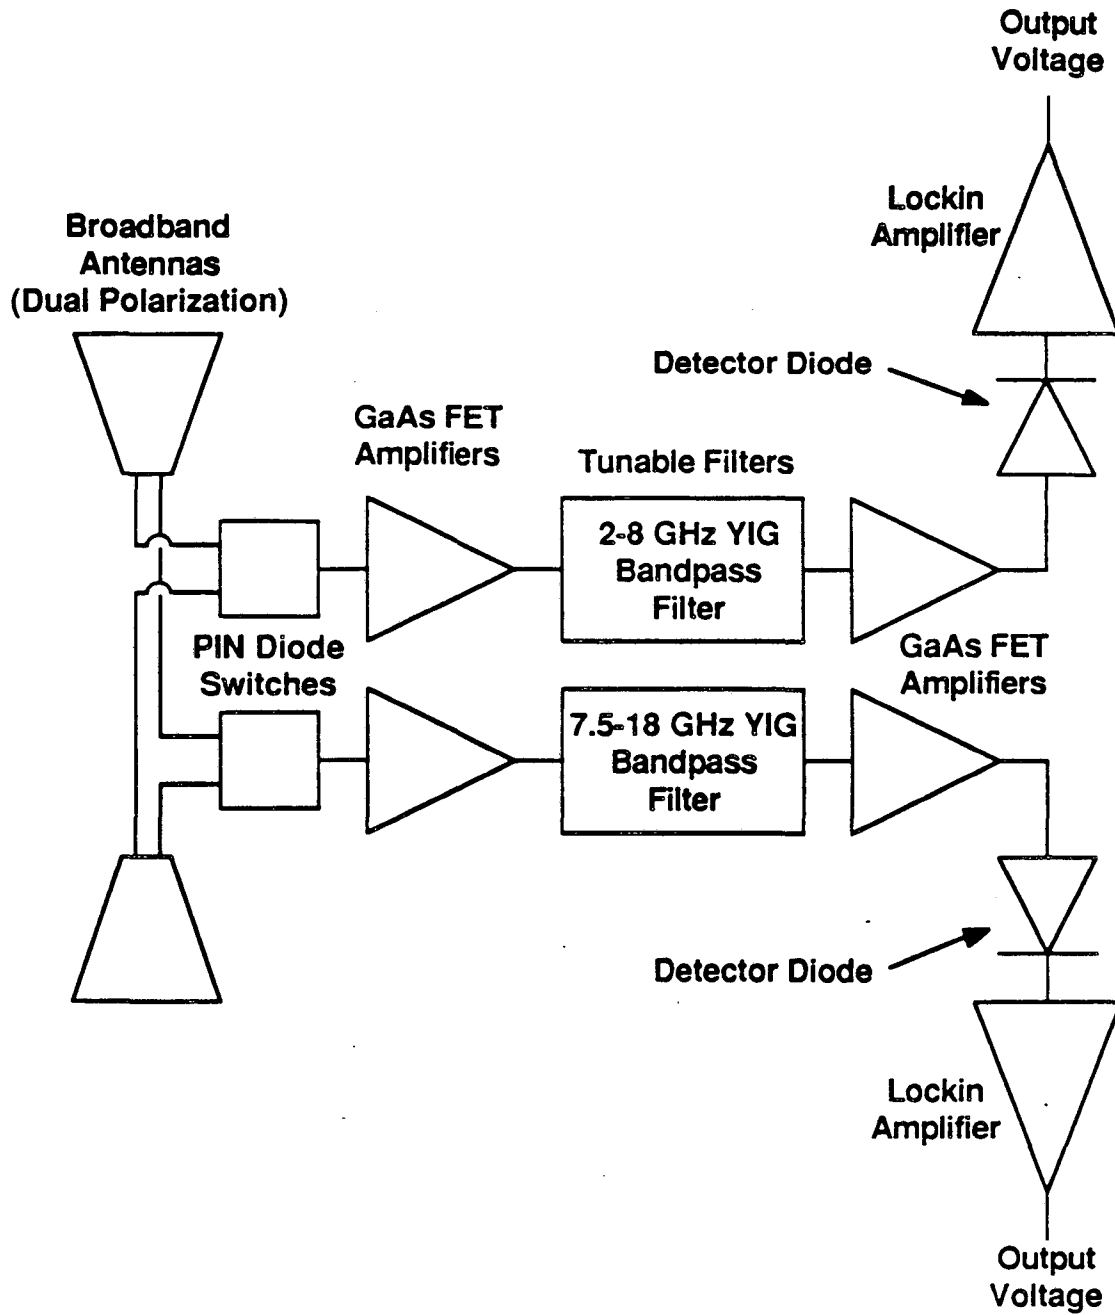 Output
Voltage
Lockin
Amplifier
Broadband
Antennas
(Dual Polarization)
Detector Diode
GaAs FET
Amplifiers
Tunable Filters
2-8 GHz YIG
Bandpass
Filter
PIN Diode
Switches
GaAs FET
Amplifiers
7.5-18 GHz YIG
Bandpass
Filter
Detector Diode
Lockin
Amplifier
Output
Voltage